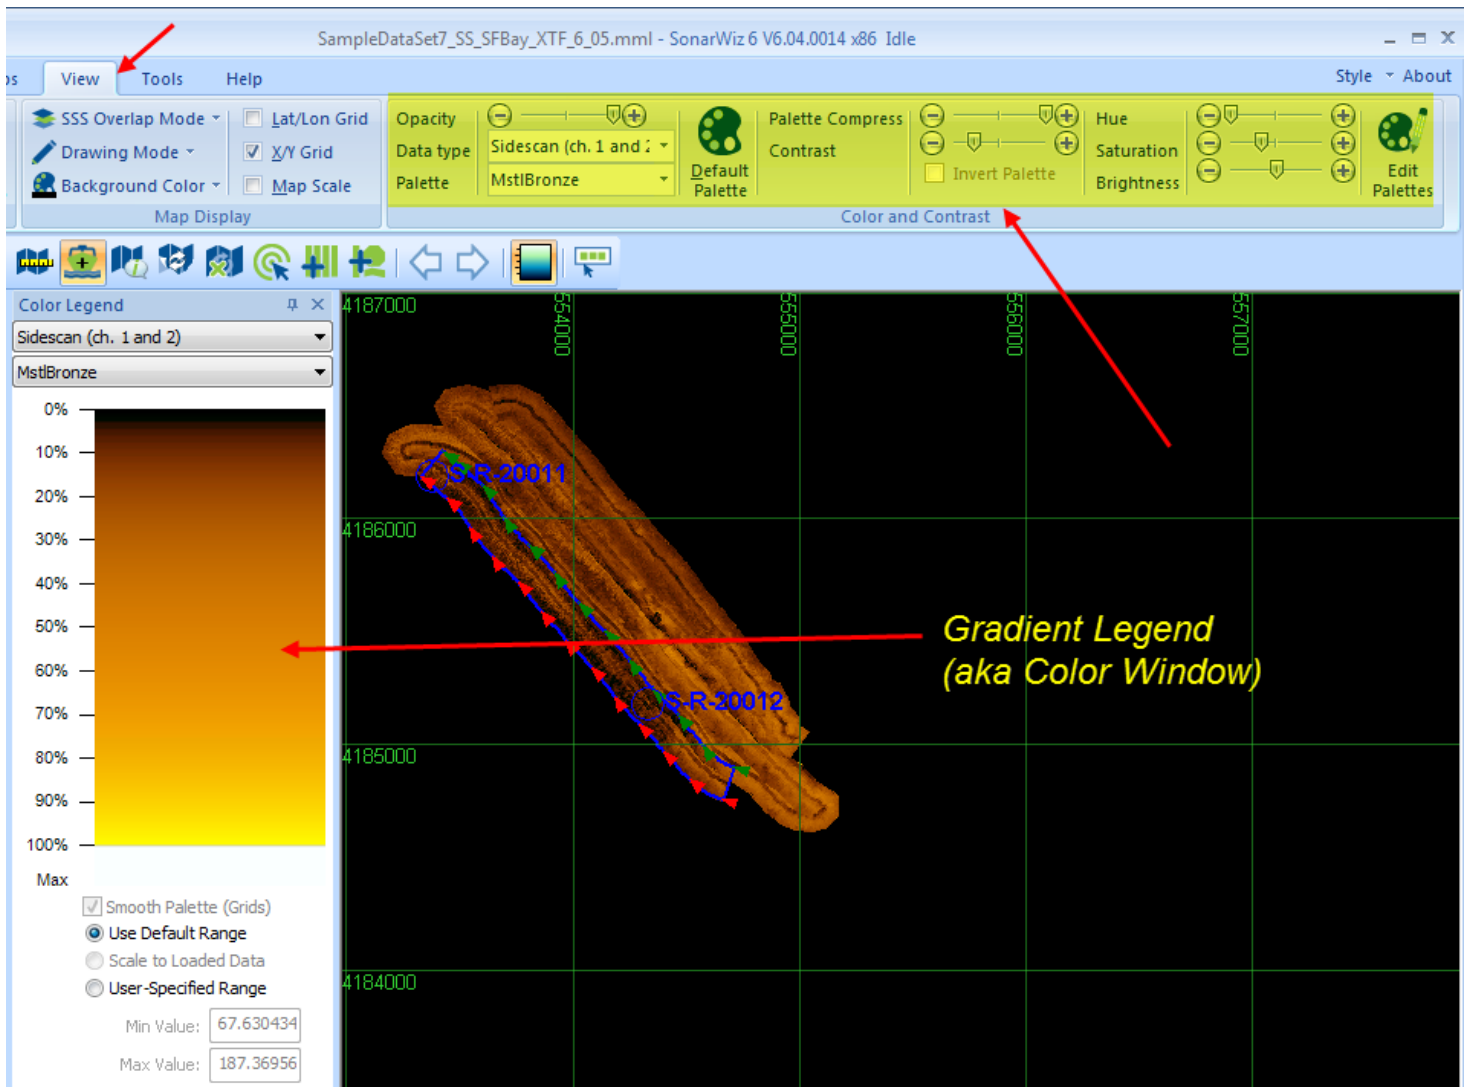 SampleDataSet7_SS_SFBay_XTF_6_05.mml - SonarWiz 6 V6.04.0014 x86 Idle
View Tools Help Style About
SSS Overlap Mode
Drawing Mode
Background Color
Lat/Lon Grid
X/Y Grid
Map Scale
Map Display
Opacity
Data type Sidescan (ch. 1 and 2
Palette MstlBronze
Default
Palette
Palette Compress
Contrast
Invert Palette
Hue
Saturation
Brightness
Edit
Palettes
Color and Contrast
Color Legend
Sidescan (ch. 1 and 2)
MstlBronze
0%
10%
20%
30%
40%
50%
60%
70%
80%
90%
100%
Max
Smooth Palette (Grids)
Use Default Range
Scale to Loaded Data
User-Specified Range
Min Value: 67.630434
Max Value: 187.36956
4187000
554000
555000
556000
557000
S-R-20011
4186000
Gradient Legend
(aka Color Window)
S-R-20012
4185000
4184000